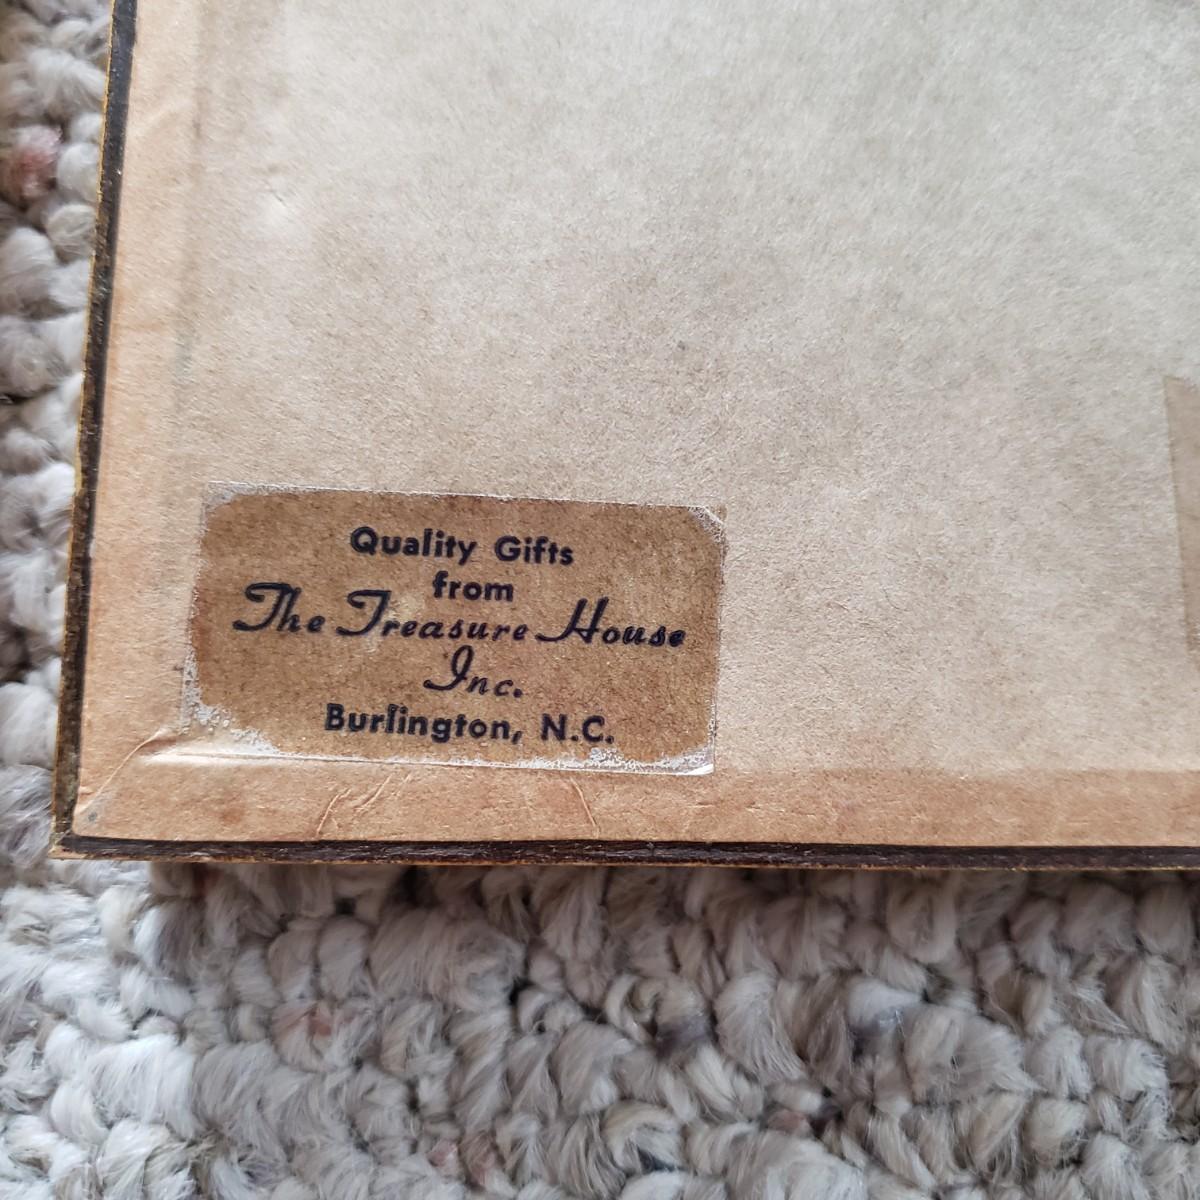 Quality Gifts
from
The Treasure House
Inc.
Burlington, N.C.